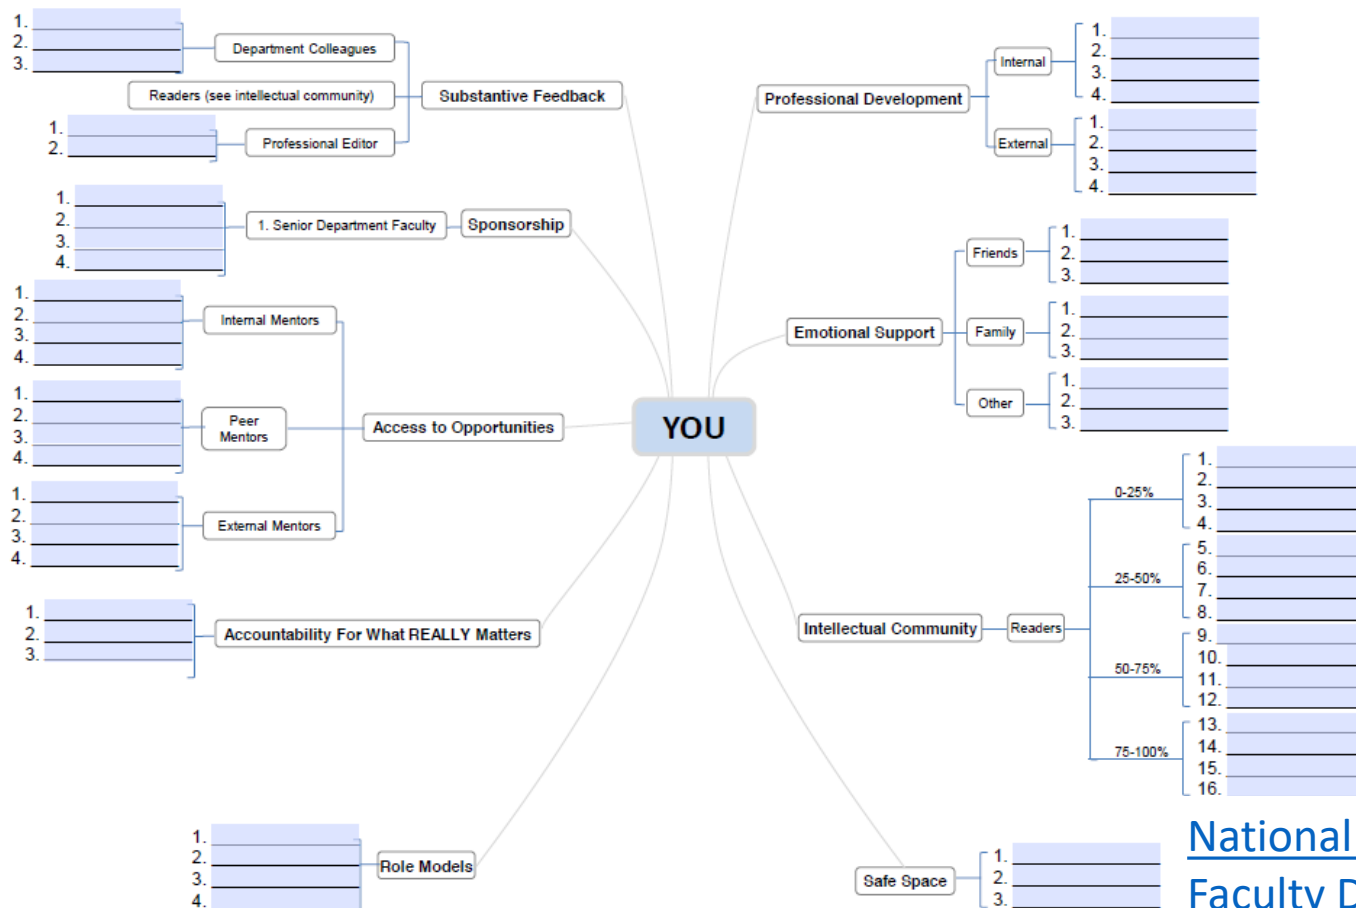 1.
2.
3.
Department Colleagues
Readers (see intellectual community)
Substantive Feedback
1.
2.
Professional Editor
1.
2.
3.
4.
1. Senior Department Faculty
Sponsorship
1.
2.
3.
4.
Internal Mentors
1.
2.
3.
4.
Peer
Mentors
Access to Opportunities
1.
2.
3.
4.
External Mentors
1.
2.
3.
Accountability For What REALLY Matters
1.
2.
3.
4.
Role Models
YOU
Professional Development
Internal
1.
2.
3.
4.
External
1.
2.
3.
4.
Emotional Support
Friends
1.
2.
3.
Family
1.
2.
3.
Other
1.
2.
3.
Intellectual Community
Readers
0-25%
1.
2.
3.
4.
25-50%
5.
6.
7.
8.
50-75%
9.
10.
11.
12.
75-100%
13.
14.
15.
16.
Safe Space
1.
2.
3.
National
Faculty D